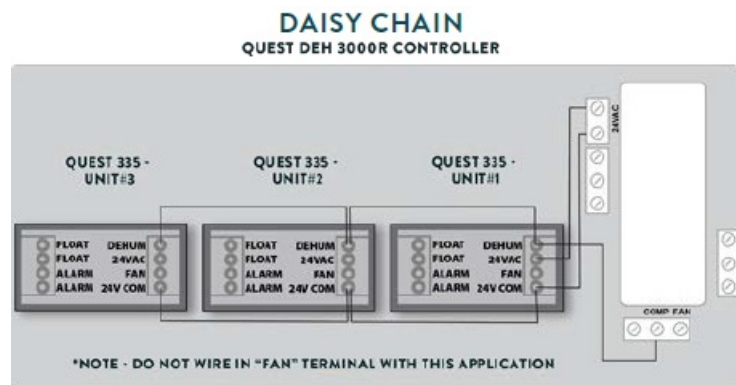 DAISY CHAIN
QUEST DEH 3000R CONTROLLER
24VAC
QUEST 335 -
UNIT#3
QUEST 335 -
UNIT#2
QUEST 335 -
UNIT#1
FLOAT DEHUM
FLOAT 24VAC
ALARM FAN
ALARM 24V COM
FLOAT DEHUM
FLOAT 24VAC
ALARM FAN
ALARM 24V COM
FLOAT DEHUM
FLOAT 24VAC
ALARM FAN
ALARM 24V COM
COMP FAN
*NOTE - DO NOT WIRE IN "FAN" TERMINAL WITH THIS APPLICATION